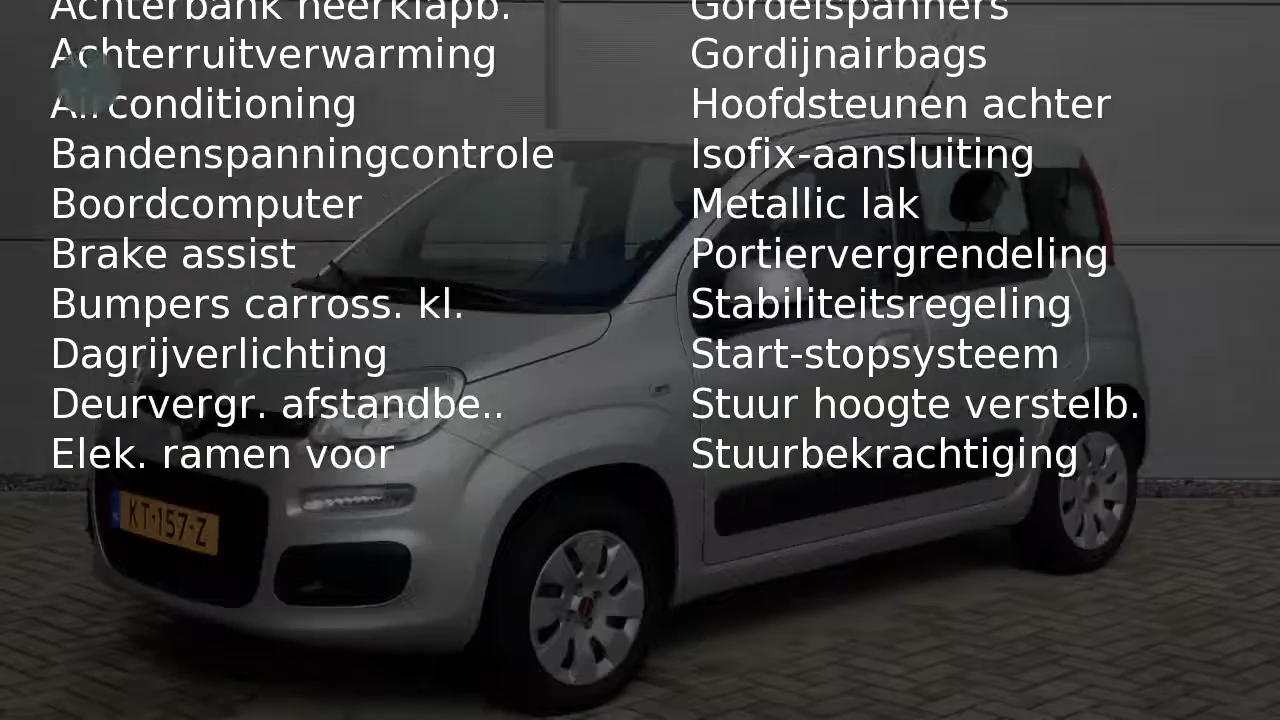 Achterbank neerklapb.
Achterruitverwarming
Airconditioning
Bandenspanningcontrole
Boordcomputer
Brake assist
Bumpers carross. kl.
Dagrijverlichting
Deurvergr. afstandbe..
Elek. ramen voor
Gordelspanners
Gordijnairbags
Hoofdsteunen achter
Isofix-aansluiting
Metallic lak
Portiervergrendeling
Stabiliteitsregeling
Start-stopsysteem
Stuur hoogte verstelb.
Stuurbekrachtiging
KT-157-Z